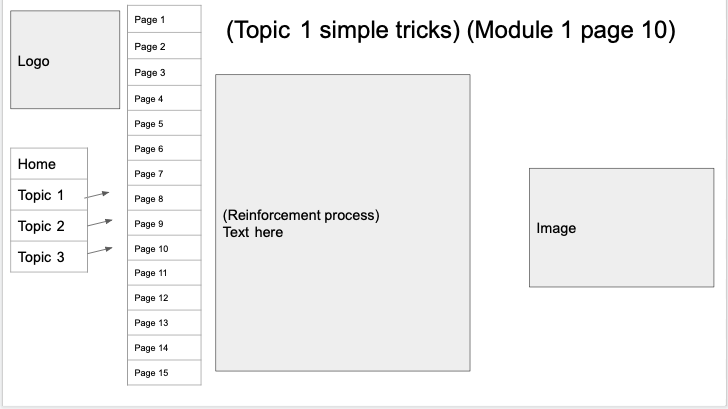 Logo
Home
Topic 1
Topic 2
Topic 3
Page 1
Page 2
Page 3
Page 4
Page 5
Page 6
Page 7
Page 8
Page 9
Page 10
Page 11
Page 12
Page 13
Page 14
Page 15
(Topic 1 simple tricks) (Module 1 page 10)
(Reinforcement process)
Text here
Image